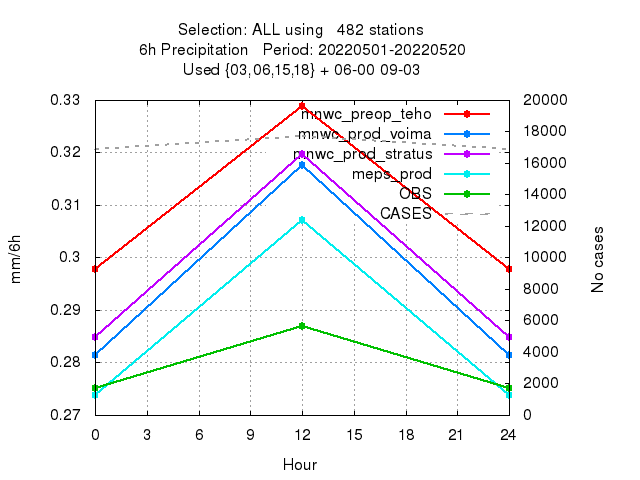 Selection: ALL using   482 stations
6h Precipitation   Period: 20220501-20220520
Used {03,06,15,18} + 06-00 09-03
0.33
0.32
0.31
0.3
0.29
0.28
0.27
mm/6h
mnwc_preop_teho
mnwc_prod_voima
mnwc_prod_stratus
meps_prod
OBS
CASES
20000
18000
16000
14000
12000
10000
8000
6000
4000
2000
0
No cases
0 3 6 9 12 15 18 21 24
Hour